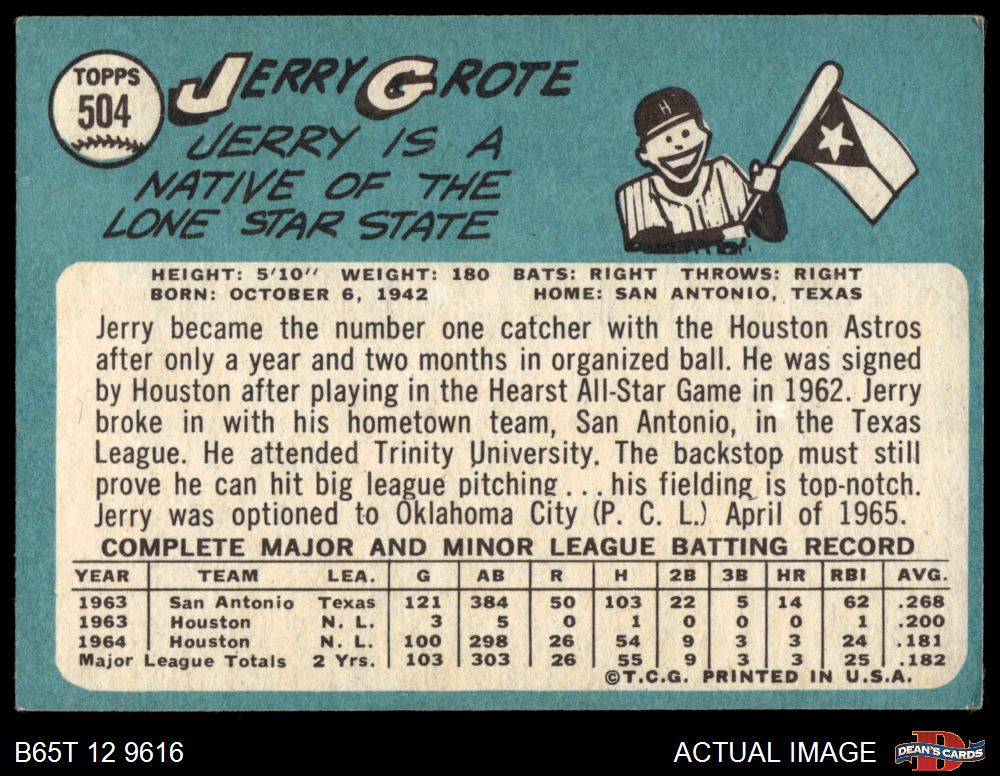 TOPPS
504
JERRY GROTE
JERRY IS A
NATIVE OF THE
LONE STAR STATE
H
HEIGHT: 5'10" WEIGHT: 180 BATS: RIGHT THROWS: RIGHT
BORN: OCTOBER 6, 1942 HOME: SAN ANTONIO, TEXAS
Jerry became the number one catcher with the Houston Astros
after only a year and two months in organized ball. He was signed
by Houston after playing in the Hearst All-Star Game in 1962. Jerry
broke in with his hometown team, San Antonio, in the Texas
League. He attended Trinity University. The backstop must still
prove he can hit big league pitching... his fielding is top-notch.
Jerry was optioned to Oklahoma City (P. C. L.) April of 1965.
COMPLETE MAJOR AND MINOR LEAGUE BATTING RECORD
YEAR TEAM LEA. G AB R H 2B 3B HR RBI AVG.
1963 San Antonio Texas 121 384 50 103 22 5 14 62 .268
1963 Houston N. L. 3 5 0 1 0 0 0 1 .200
1964 Houston N. L. 100 298 26 54 9 3 3 24 .181
Major League Totals 2 Yrs. 103 303 26 55 9 3 3 25 .182
©T.C.G. PRINTED IN U.S.A.
B65T 12 9616 ACTUAL IMAGE DEAN'S CARDS